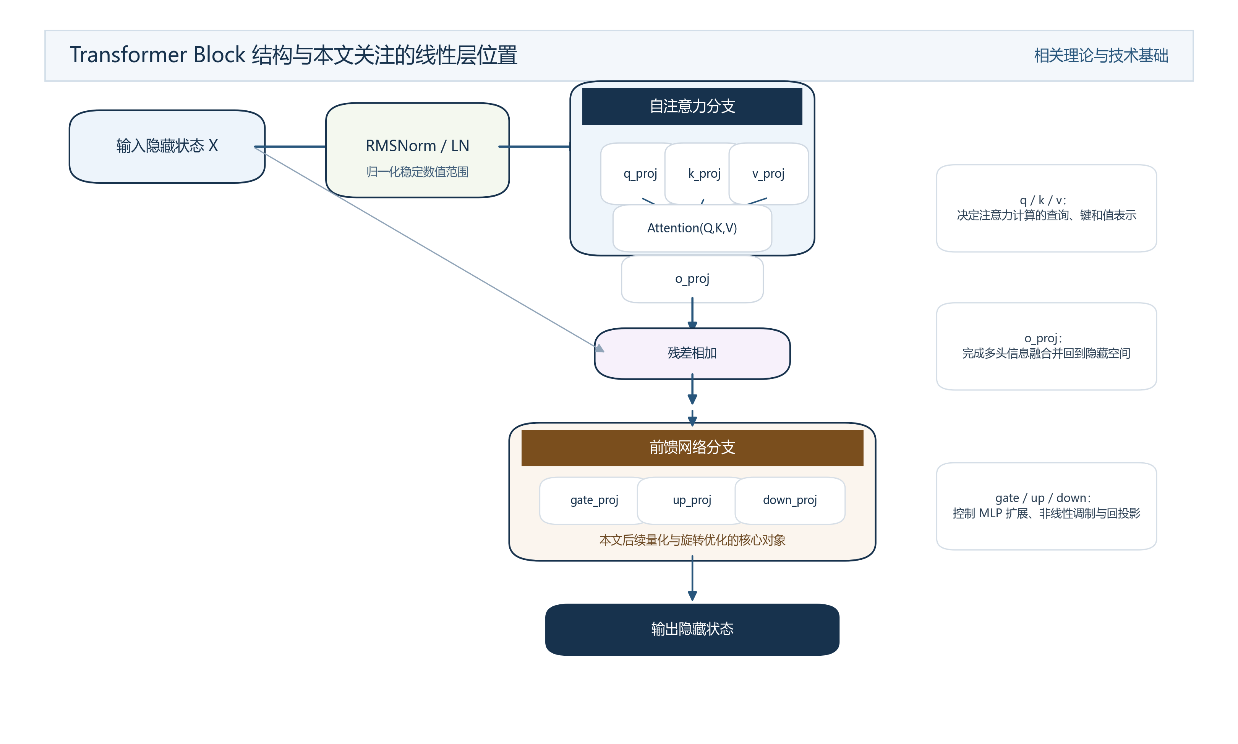 Transformer Block 结构与本文关注的线性层位置
相关理论与技术基础
输入隐藏状态 X
RMSNorm / LN
归一化稳定数值范围
自注意力分支
q_proj
k_proj
v_proj
Attention(Q,K,V)
o_proj
残差相加
前馈网络分支
gate_proj
up_proj
down_proj
本文后续量化与旋转优化的核心对象
输出隐藏状态
q / k / v：
决定注意力计算的查询、键和值表示
o_proj：
完成多头信息融合并回到隐藏空间
gate / up / down：
控制 MLP 扩展、非线性调制与回投影